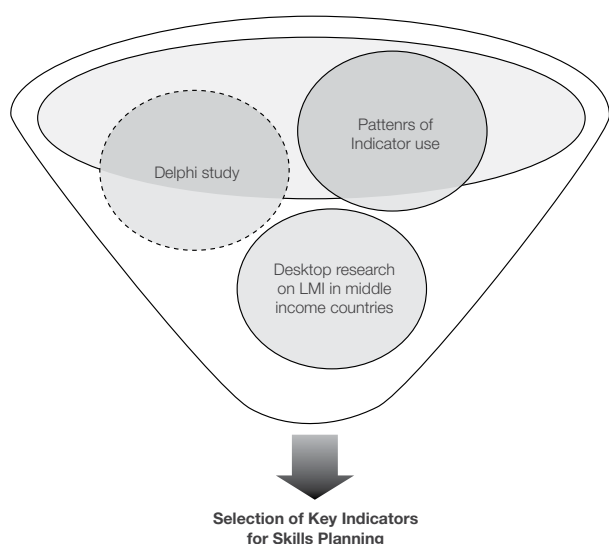 Delphi study
Pattenrs of
Indicator use
Desktop research
on LMI in middle
income countries
Selection of Key Indicators
for Skills Planning